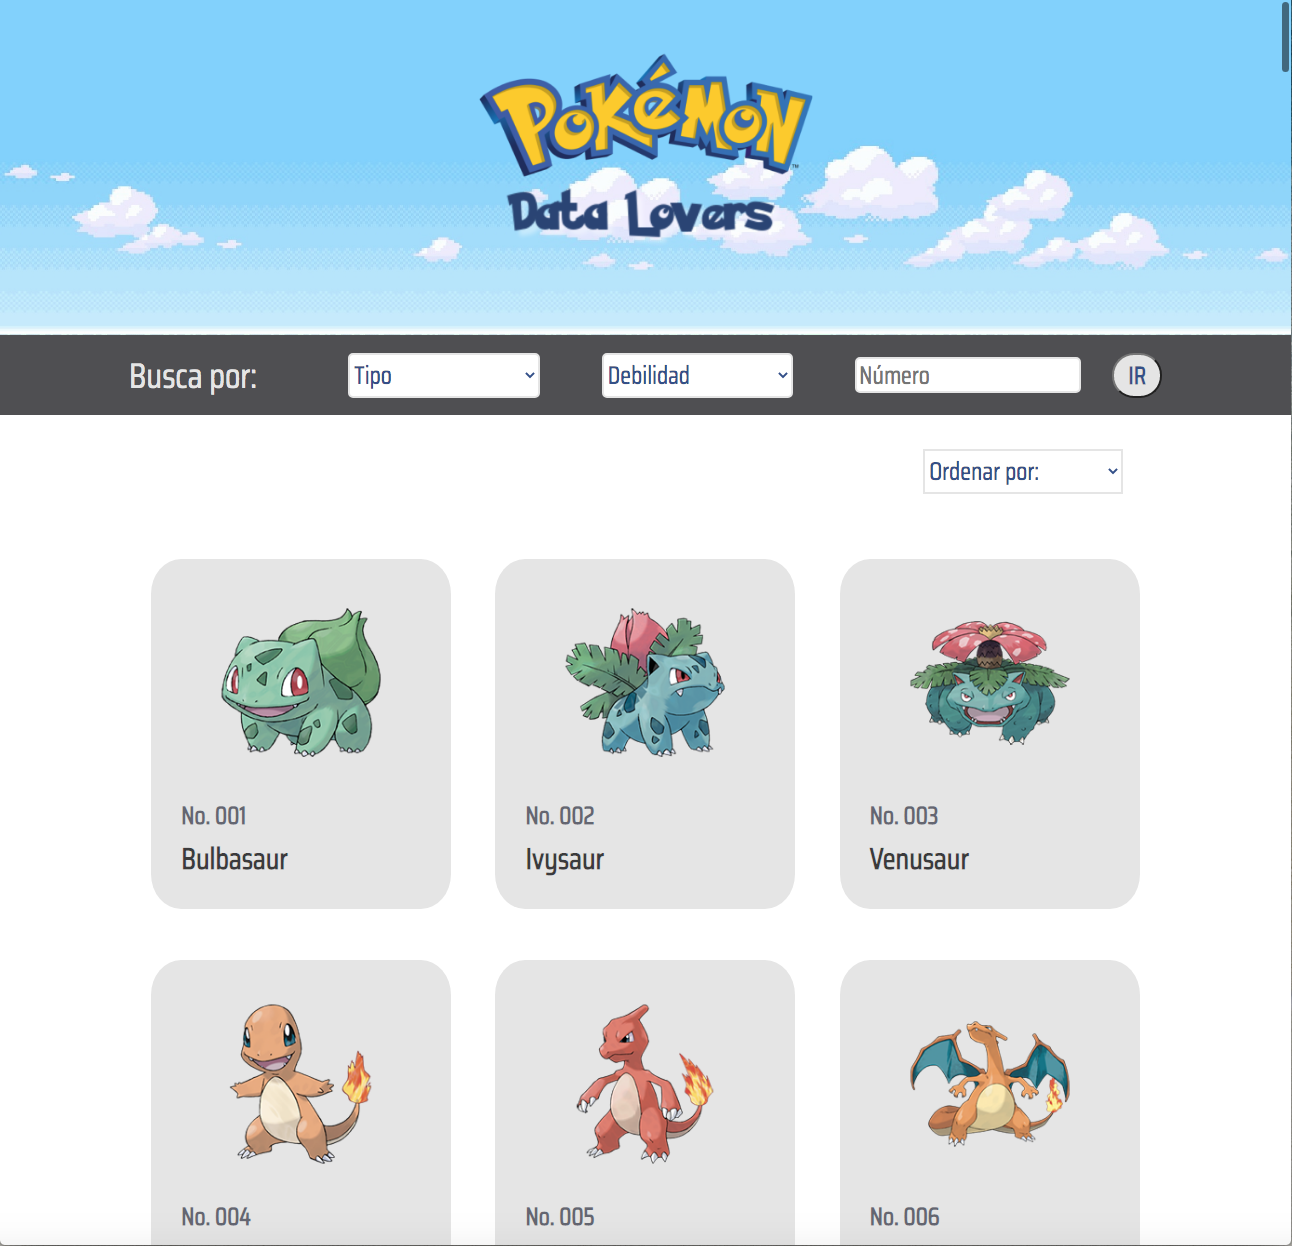 POKéMON
™
Data Lovers
Busca por:
Tipo
Debilidad
Número
IR
Ordenar por:
No. 001
No. 002
No. 003
Bulbasaur
Ivysaur
Venusaur
No. 004
No. 005
No. 006